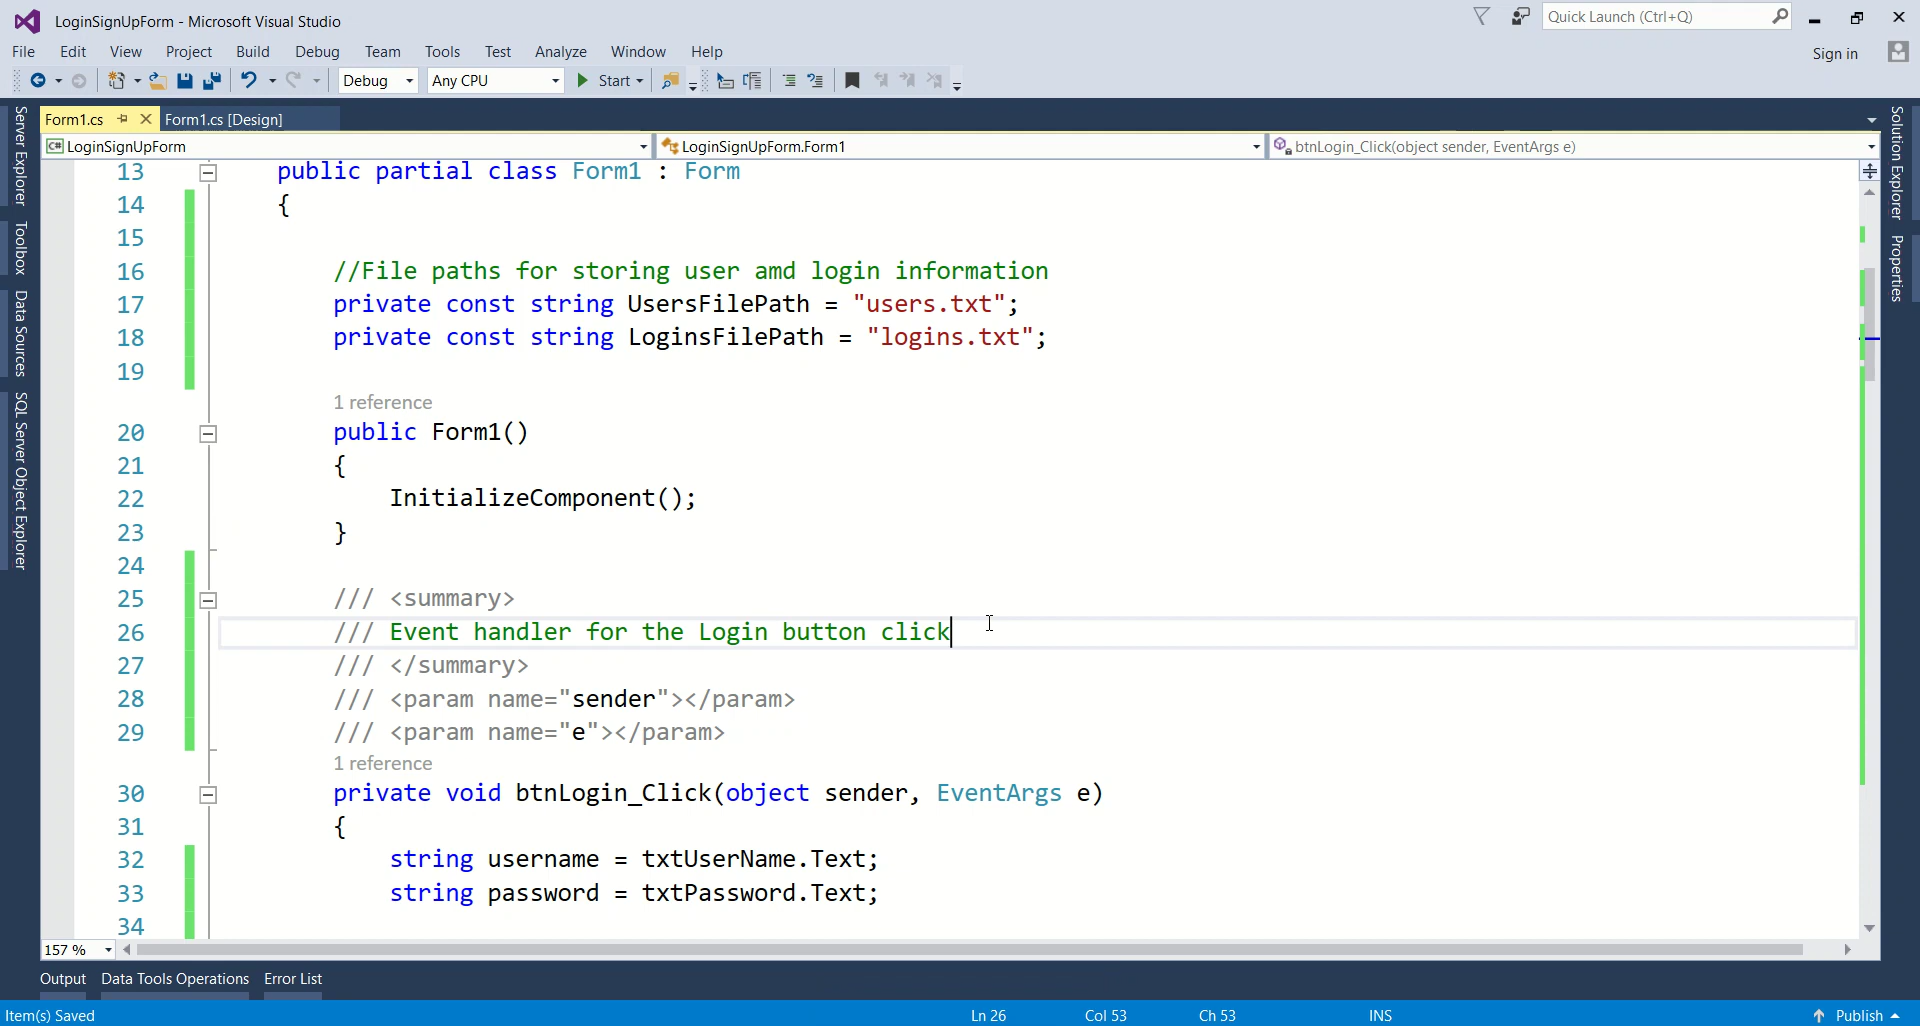 LoginSignUpForm - Microsoft Visual Studio
Quick Launch (Ctrl+Q)
File Edit View Project Build Debug Team Tools Test Analyze Window Help
Sign in
Debug Any CPU Start
Form1.cs Form1.cs [Design]
C# LoginSignUpForm LoginSignUpForm.Form1 btnLogin_Click(object sender, EventArgs e)
Server Explorer
Toolbox
Data Sources
SQL Server Object Explorer
13 public partial class Form1 : Form
14 {
15
16 //File paths for storing user amd login information
17 private const string UsersFilePath = "users.txt";
18 private const string LoginsFilePath = "logins.txt";
19
1 reference
20 public Form1()
21 {
22 InitializeComponent();
23 }
24
25 /// <summary>
26 /// Event handler for the Login button click
27 /// </summary>
28 /// <param name="sender"></param>
29 /// <param name="e"></param>
1 reference
30 private void btnLogin_Click(object sender, EventArgs e)
31 {
32 string username = txtUserName.Text;
33 string password = txtPassword.Text;
34
Solution Explorer
Properties
157 %
Output Data Tools Operations Error List
Item(s) Saved Ln 26 Col 53 Ch 53 INS Publish